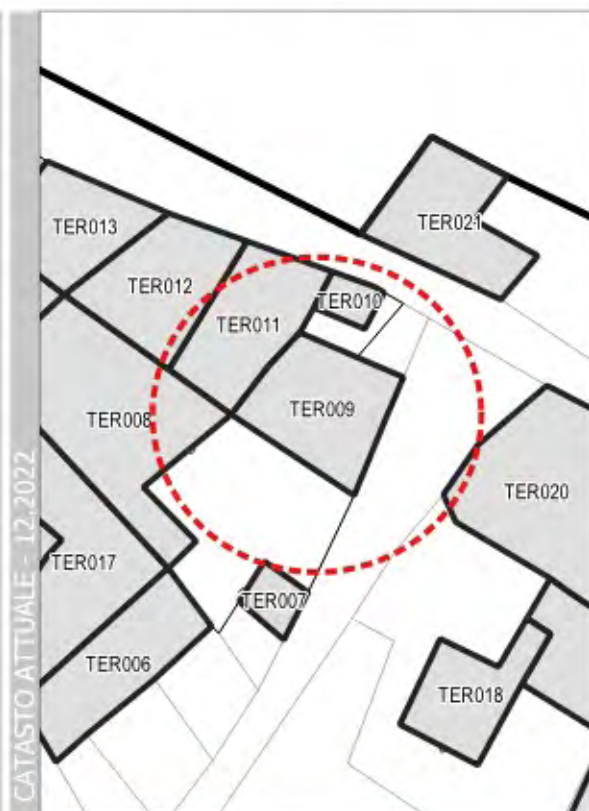 CATASTO ATTUALE - 12.2022
TER013
TER021
TER012
TER010
TER011
TER009
TER008
TER020
TER017
TER007
TER006
TER018